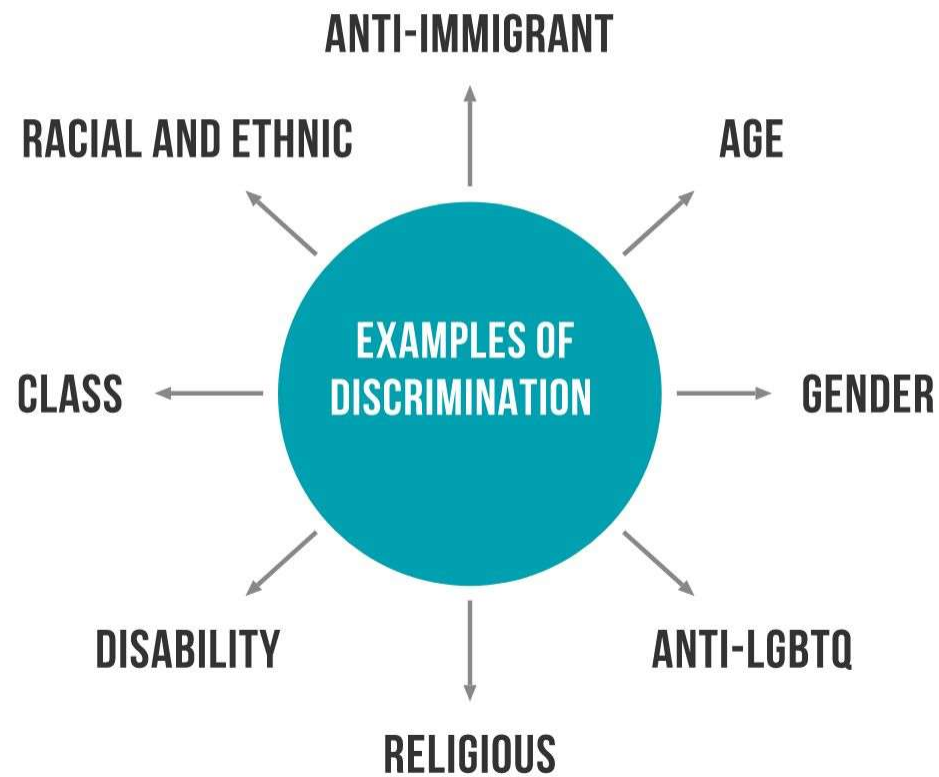 ANTI-IMMIGRANT
RACIAL AND ETHNIC
AGE
EXAMPLES OF
DISCRIMINATION
CLASS
GENDER
DISABILITY
ANTI-LGBTQ
RELIGIOUS